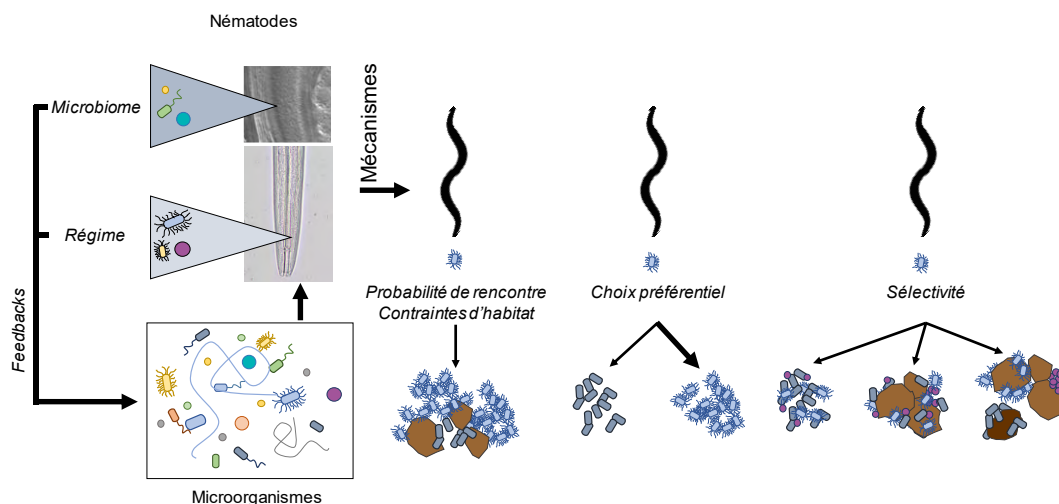 Nématodes
Microbiome
Régime
Feedbacks
Microorganismes
Mécanismes
Probabilité de rencontre
Contraintes d'habitat
Choix préférentiel
Sélectivité